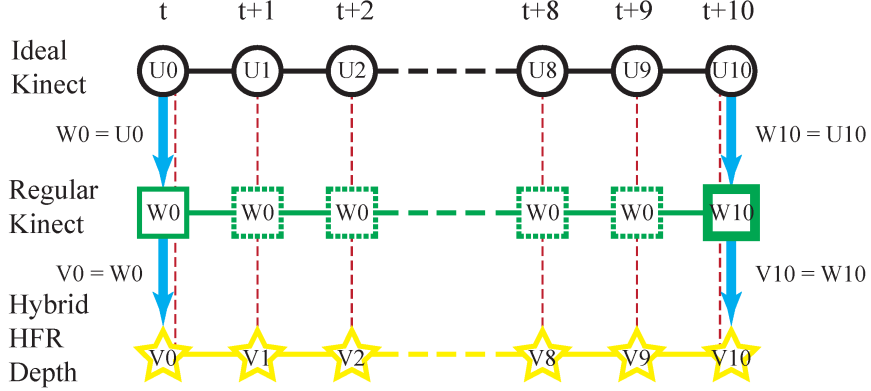 t t+1 t+2 t+8 t+9 t+10
Ideal
Kinect
U0 U1 U2 U8 U9 U10
W0 = U0 W10 = U10
Regular
Kinect
W0 W0 W0 W0 W0 W10
V0 = W0 V10 = W10
Hybrid
HFR
Depth
V0 V1 V2 V8 V9 V10